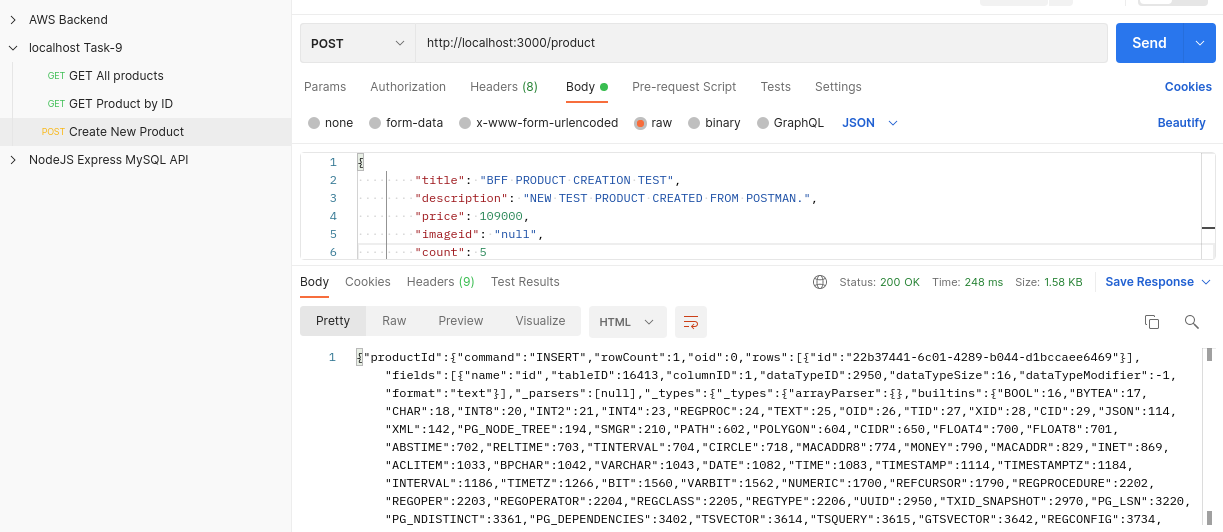 AWS Backend
localhost Task-9
GET GET All products
GET GET Product by ID
POST Create New Product
NodeJS Express MySQL API
POST http://localhost:3000/product Send
Params Authorization Headers (8) Body Pre-request Script Tests Settings Cookies
none form-data x-www-form-urlencoded raw binary GraphQL JSON Beautify
1 {
2 "title": "BFF PRODUCT CREATION TEST",
3 "description": "NEW TEST PRODUCT CREATED FROM POSTMAN.",
4 "price": 109000,
5 "imageid": "null",
6 "count": 5
Body Cookies Headers (9) Test Results Status: 200 OK Time: 248 ms Size: 1.58 KB Save Response
Pretty Raw Preview Visualize HTML
1 {"productId":{"command":"INSERT","rowCount":1,"oid":0,"rows":[{"id":"22b37441-6c01-4289-b044-d1bccaee6469"}],
"fields":[{"name":"id","tableID":16413,"columnID":1,"dataTypeID":2950,"dataTypeSize":16,"dataTypeModifier":-1,
"format":"text"}],"_parsers":[null],"_types":{"_types":{"arrayParser":{},"builtins":{"BOOL":16,"BYTEA":17,
"CHAR":18,"INT8":20,"INT2":21,"INT4":23,"REGPROC":24,"TEXT":25,"OID":26,"TID":27,"XID":28,"CID":29,"JSON":114,
"XML":142,"PG_NODE_TREE":194,"SMGR":210,"PATH":602,"POLYGON":604,"CIDR":650,"FLOAT4":700,"FLOAT8":701,
"ABSTIME":702,"RELTIME":703,"TINTERVAL":704,"CIRCLE":718,"MACADDR8":774,"MONEY":790,"MACADDR":829,"INET":869,
"ACLITEM":1033,"BPCHAR":1042,"VARCHAR":1043,"DATE":1082,"TIME":1083,"TIMESTAMP":1114,"TIMESTAMPTZ":1184,
"INTERVAL":1186,"TIMETZ":1266,"BIT":1560,"VARBIT":1562,"NUMERIC":1700,"REFCURSOR":1790,"REGPROCEDURE":2202,
"REGOPER":2203,"REGOPERATOR":2204,"REGCLASS":2205,"REGTYPE":2206,"UUID":2950,"TXID_SNAPSHOT":2970,"PG_LSN":3220,
"PG_NDISTINCT":3361,"PG_DEPENDENCIES":3402,"TSVECTOR":3614,"TSQUERY":3615,"GTSVECTOR":3642,"REGCONFIG":3734,